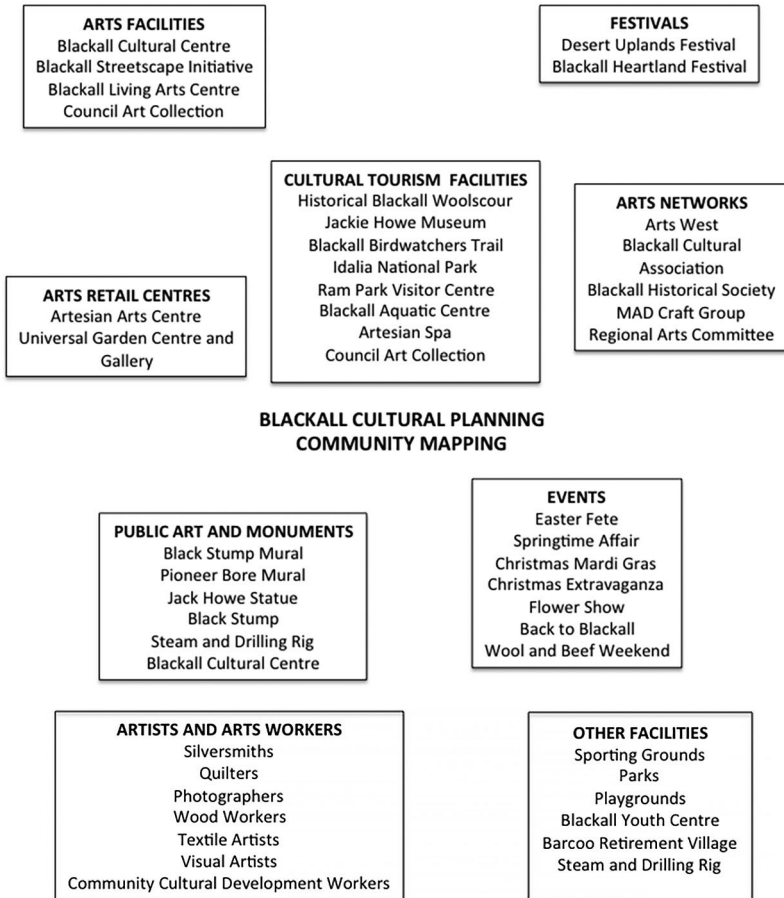 ARTS FACILITIES
Blackall Cultural Centre
Blackall Streetscape Initiative
Blackall Living Arts Centre
Council Art Collection
FESTIVALS
Desert Uplands Festival
Blackall Heartland Festival
CULTURAL TOURISM FACILITIES
Historical Blackall Woolscour
Jackie Howe Museum
Blackall Birdwatchers Trail
Idalia National Park
Ram Park Visitor Centre
Blackall Aquatic Centre
Artesian Spa
Council Art Collection
ARTS NETWORKS
Arts West
Blackall Cultural
Association
Blackall Historical Society
MAD Craft Group
Regional Arts Committee
ARTS RETAIL CENTRES
Artesian Arts Centre
Universal Garden Centre and
Gallery
BLACKALL CULTURAL PLANNING
COMMUNITY MAPPING
PUBLIC ART AND MONUMENTS
Black Stump Mural
Pioneer Bore Mural
Jack Howe Statue
Black Stump
Steam and Drilling Rig
Blackall Cultural Centre
EVENTS
Easter Fete
Springtime Affair
Christmas Mardi Gras
Christmas Extravaganza
Flower Show
Back to Blackall
Wool and Beef Weekend
ARTISTS AND ARTS WORKERS
Silversmiths
Quilters
Photographers
Wood Workers
Textile Artists
Visual Artists
Community Cultural Development Workers
OTHER FACILITIES
Sporting Grounds
Parks
Playgrounds
Blackall Youth Centre
Barcoo Retirement Village
Steam and Drilling Rig